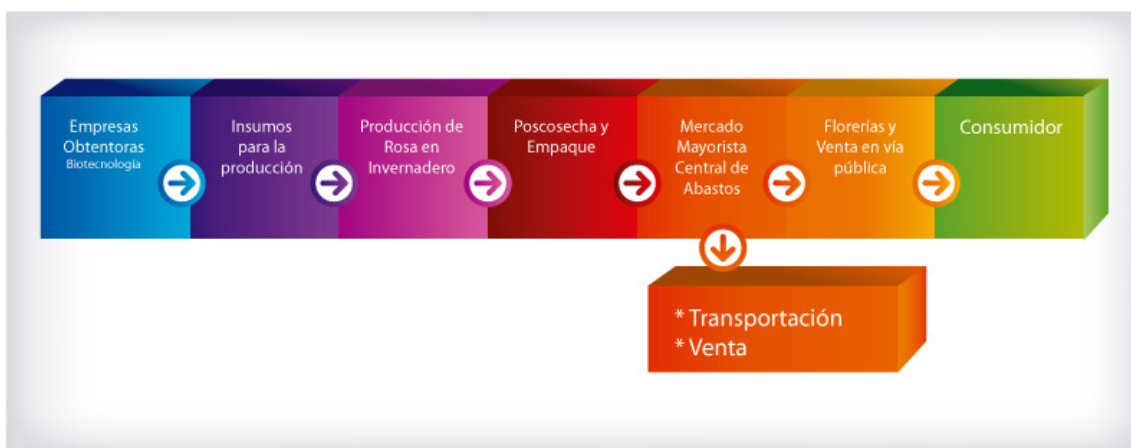 Empresas
Obtentoras
Biotecnología
Insumos
para la
producción
Producción de
Rosa en
Invernadero
Poscosecha y
Empaque
Mercado
Mayorista
Central de
Abastos
Florerías y
Venta en vía
pública
Consumidor
* Transportación
* Venta